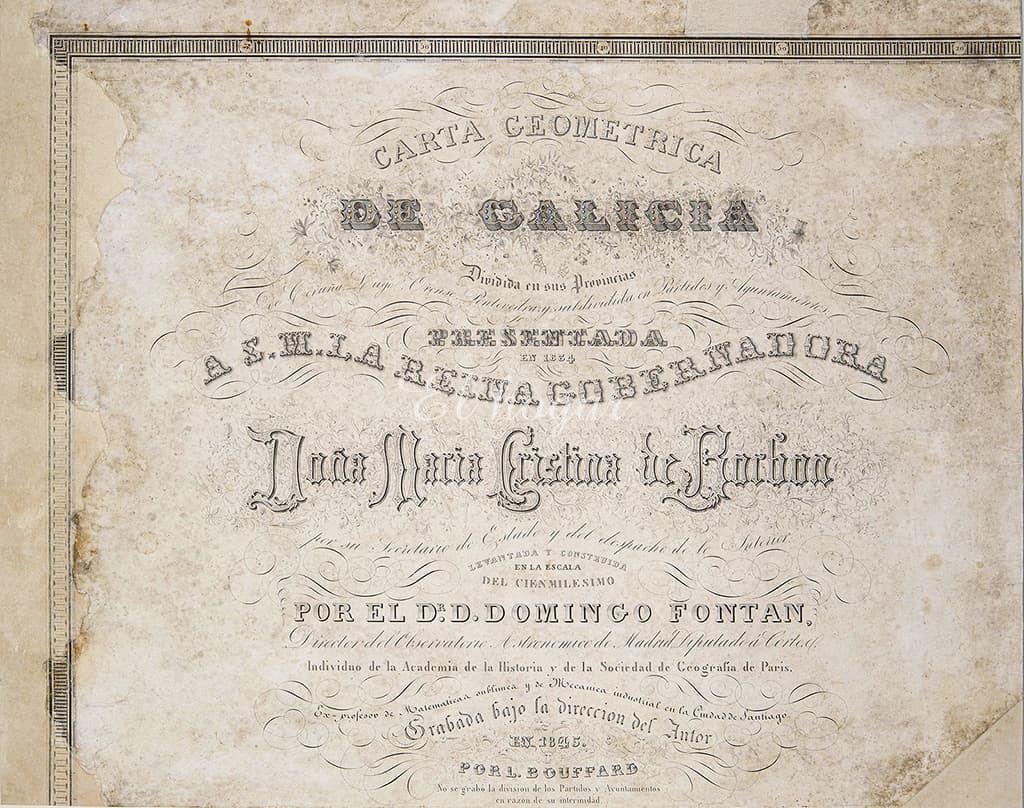 CARTA GEOMETRICA
DE GALICIA
Dividida en sus Provincias
De Coruña Lugo Orense Pontevedra y subdividida en Partidos y Ayuntamientos
PRESENTADA
EN 1834
A S. M. LA REINA GOBERNADORA
Doña Maria Cristina de Borbon
por su Secretario de Estado y del despacho de lo Interior.
LEVANTADA Y CONSTRUIDA
EN LA ESCALA
DEL CIENMILESIMO
POR EL DR. D. DOMINGO FONTAN,
Director del Observatorio Astronomico de Madrid, Diputado á Cortes,
Individuo de la Academia de la Historia y de la Sociedad de Geografia de Paris.
Ex-profesor de Matematicas sublimes y de Mecanica industrial en la Ciudad de Santiago
Grabada bajo la direccion del Autor
EN 1845.
POR L. BOUFFARD
No se grabó la division de los Partidos y Ayuntamientos
en razon de su interinidad.